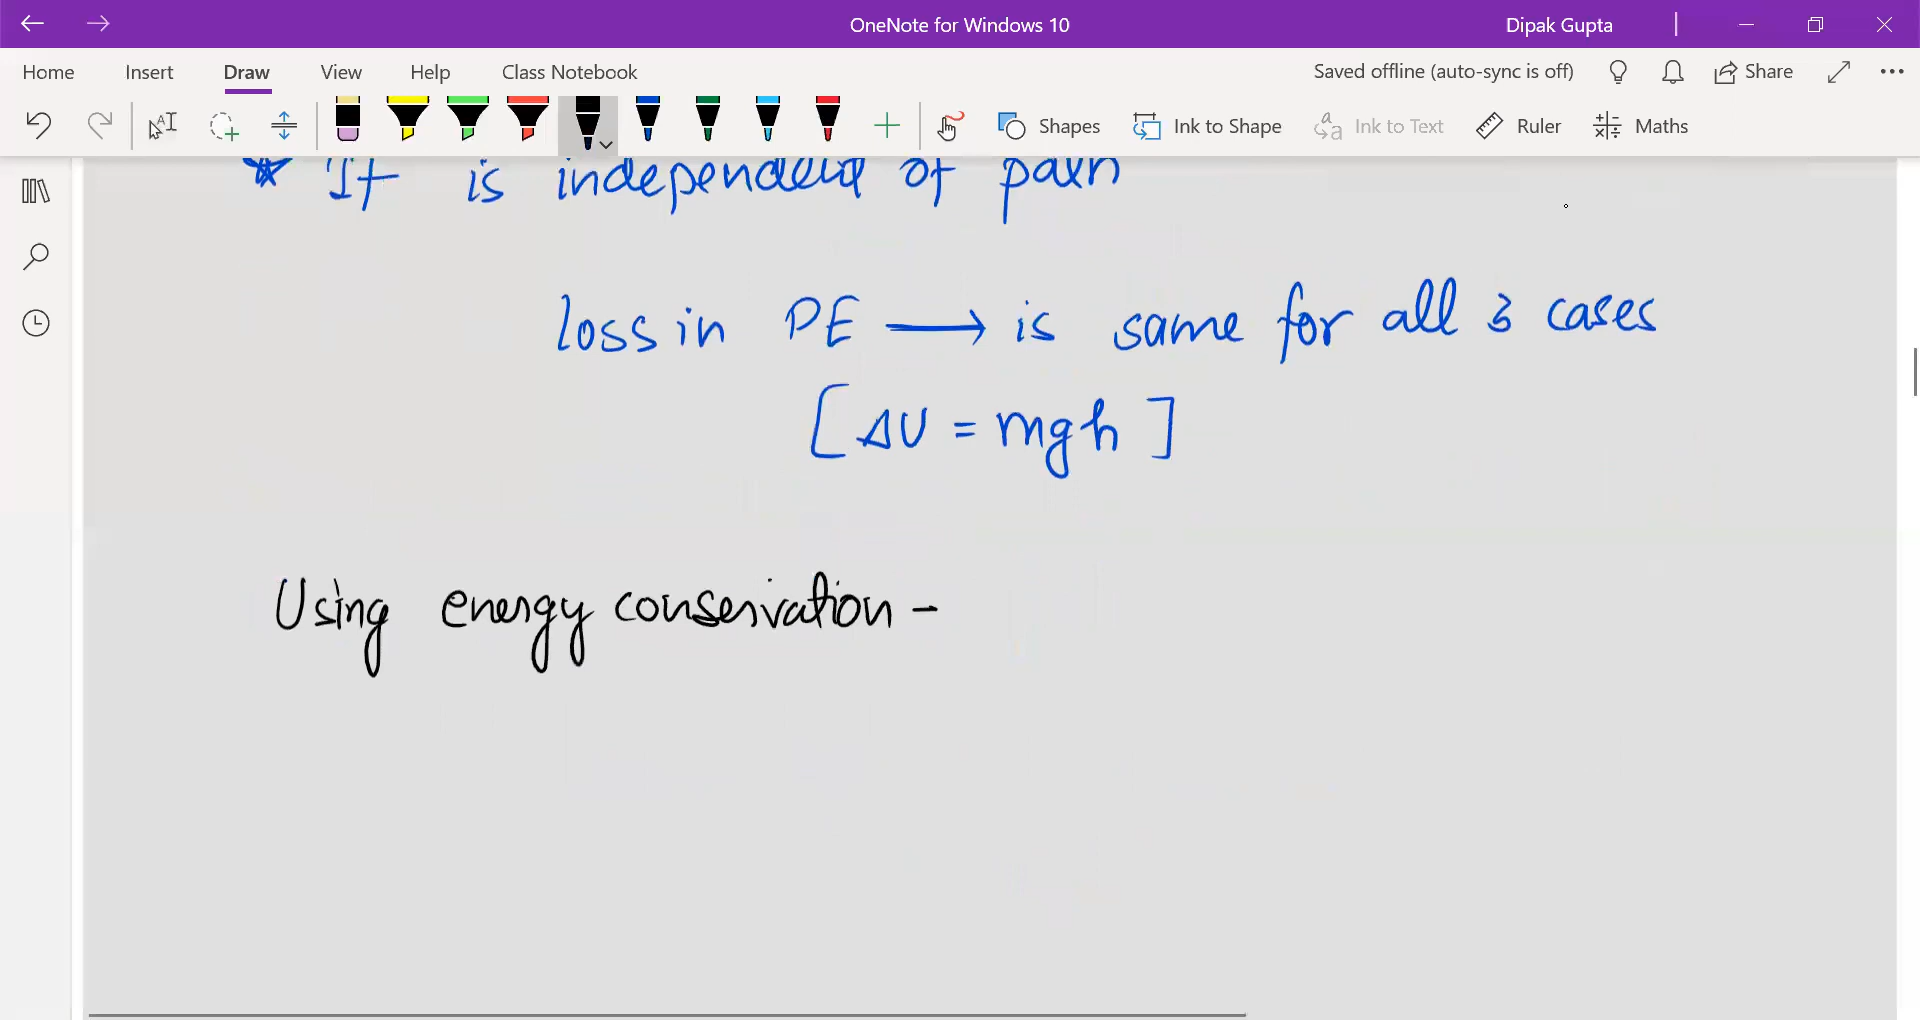 OneNote for Windows 10
Dipak Gupta
Home Insert Draw View Help Class Notebook
Saved offline (auto-sync is off) Share
Shapes Ink to Shape Ink to Text Ruler Maths
It is independent of path
loss in PE → is same for all 3 cases
[ΔU = mgh]
Using energy conservation -